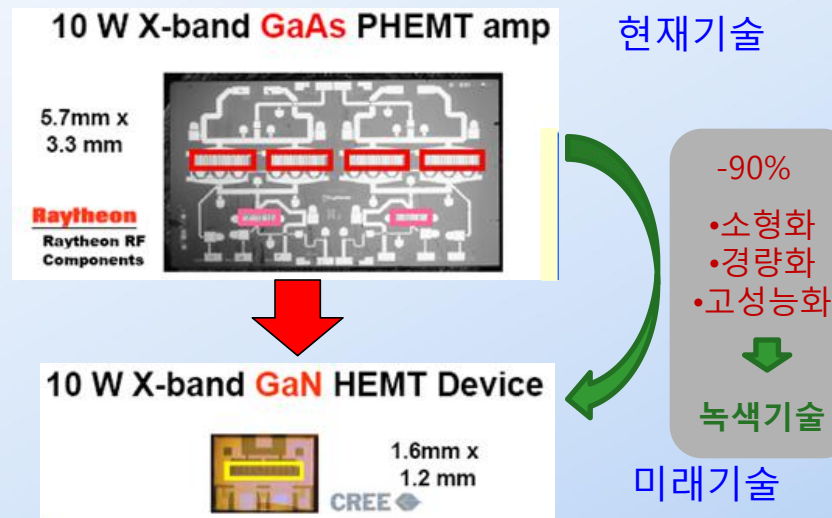 10 W X-band GaAs PHEMT amp
현재기술
5.7mm x
3.3 mm
Raytheon
Raytheon RF
Components
-90%
•소형화
•경량화
•고성능화
녹색기술
10 W X-band GaN HEMT Device
1.6mm x
1.2 mm
CREE
미래기술